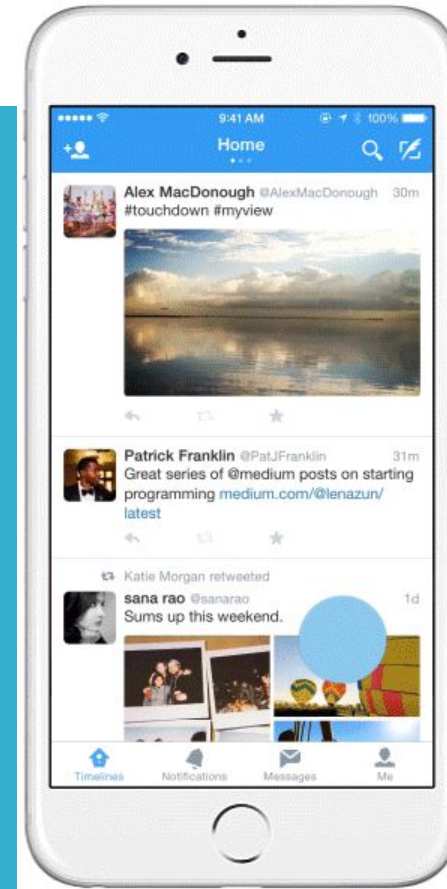 9:41 AM
100%
Home
Alex MacDonough @AlexMacDonough 30m
#touchdown #myview
Patrick Franklin @PatJFranklin 31m
Great series of @medium posts on starting
programming medium.com/@lenazun/
latest
Katie Morgan retweeted
sana rao @sanarao 1d
Sums up this weekend.
Timelines
Notifications
Messages
Me